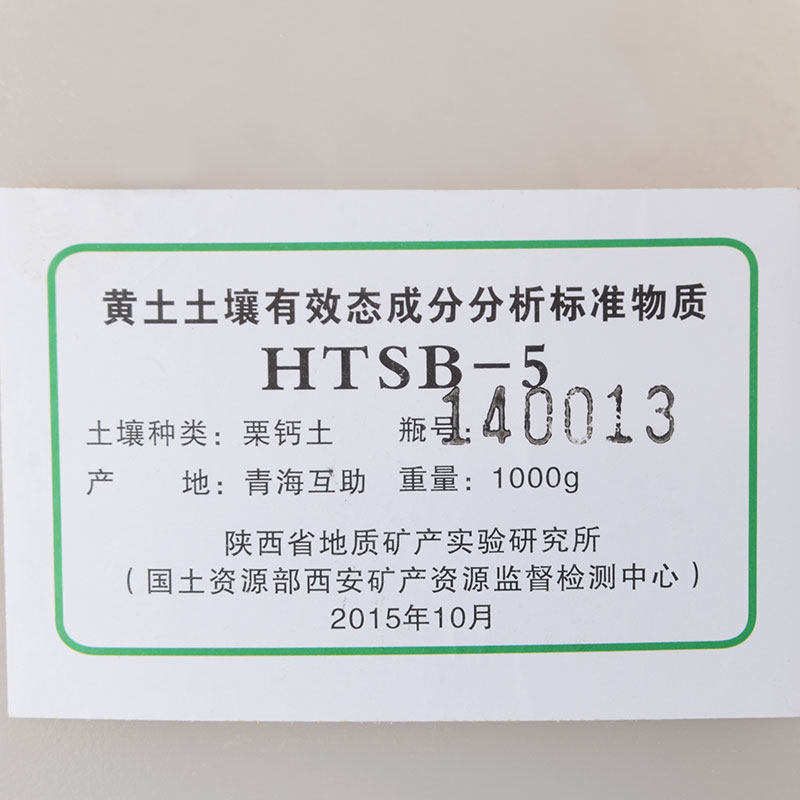 黄土土壤有效态成分分析标准物质
HTSB-5
土壤种类：栗钙土 瓶号：140013
产 地：青海互助 重量：1000g
陕西省地质矿产实验研究所
（国土资源部西安矿产资源监督检测中心）
2015年10月